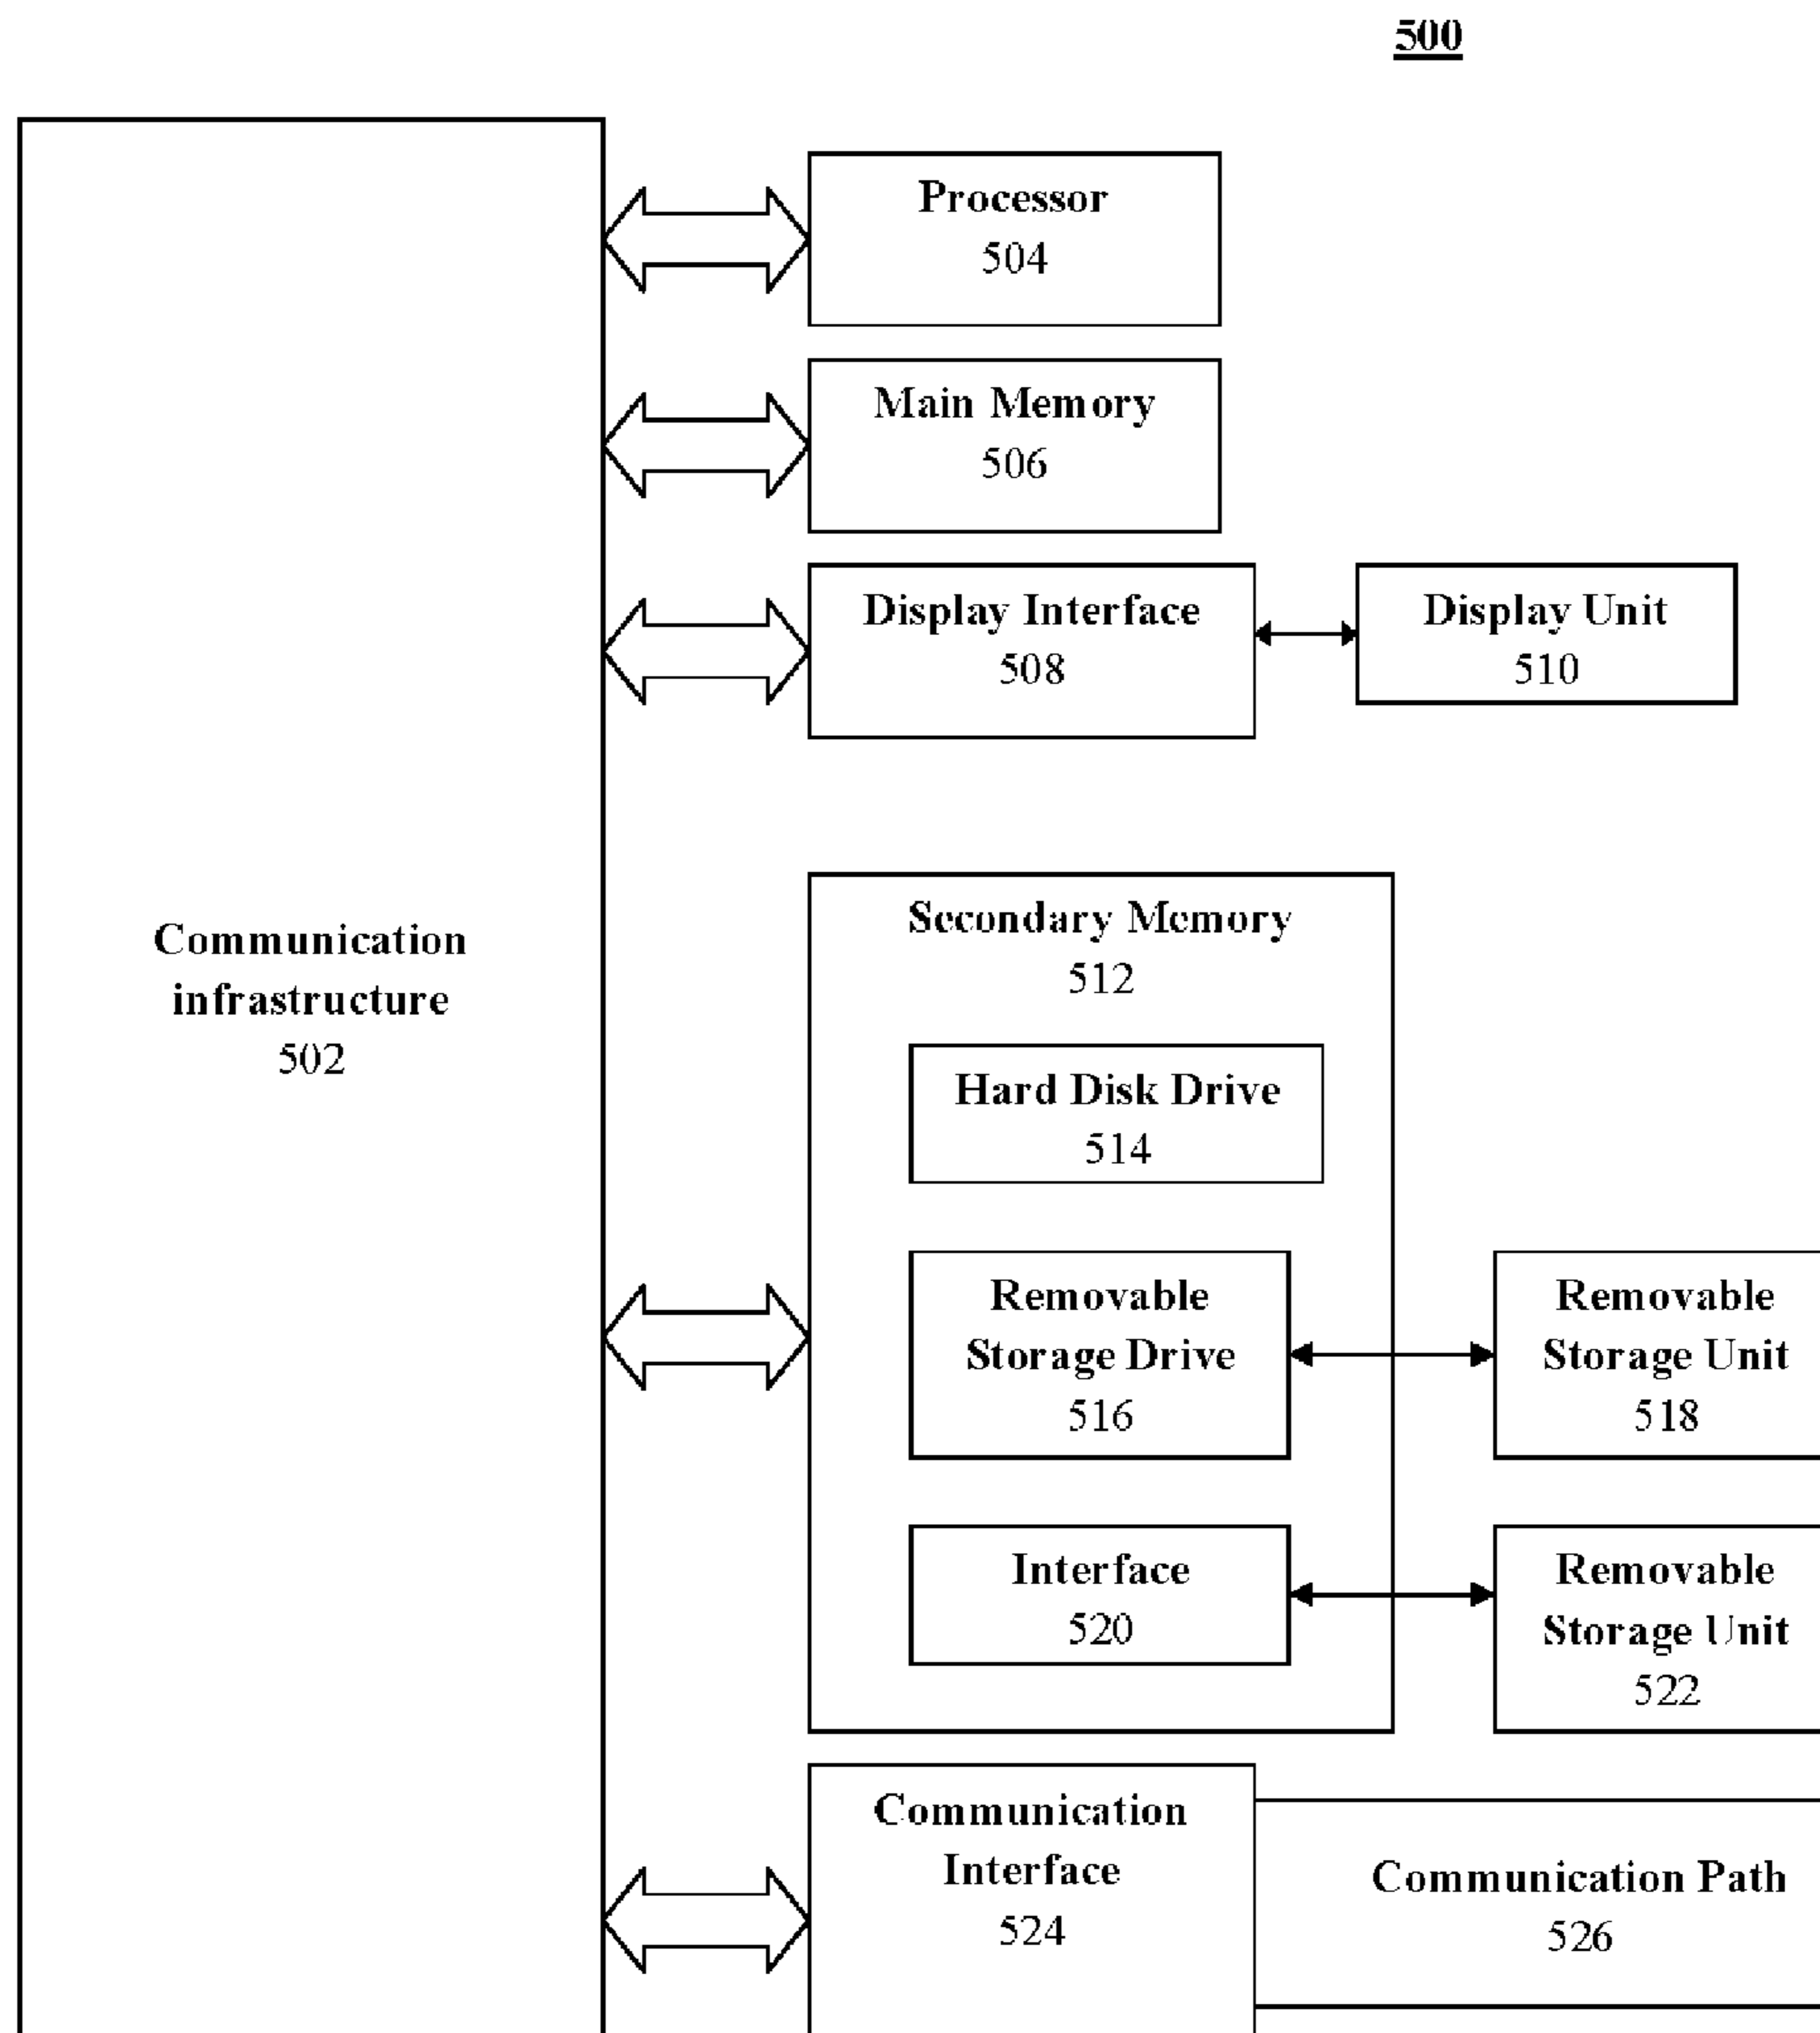 500
Processor
504
Main Memory
506
Display Interface
508
Display Unit
510
Communication
infrastructure
502
Secondary Memory
512
Hard Disk Drive
514
Removable
Storage Drive
516
Removable
Storage Unit
518
Interface
520
Removable
Storage Unit
522
Communication
Interface
524
Communication Path
526